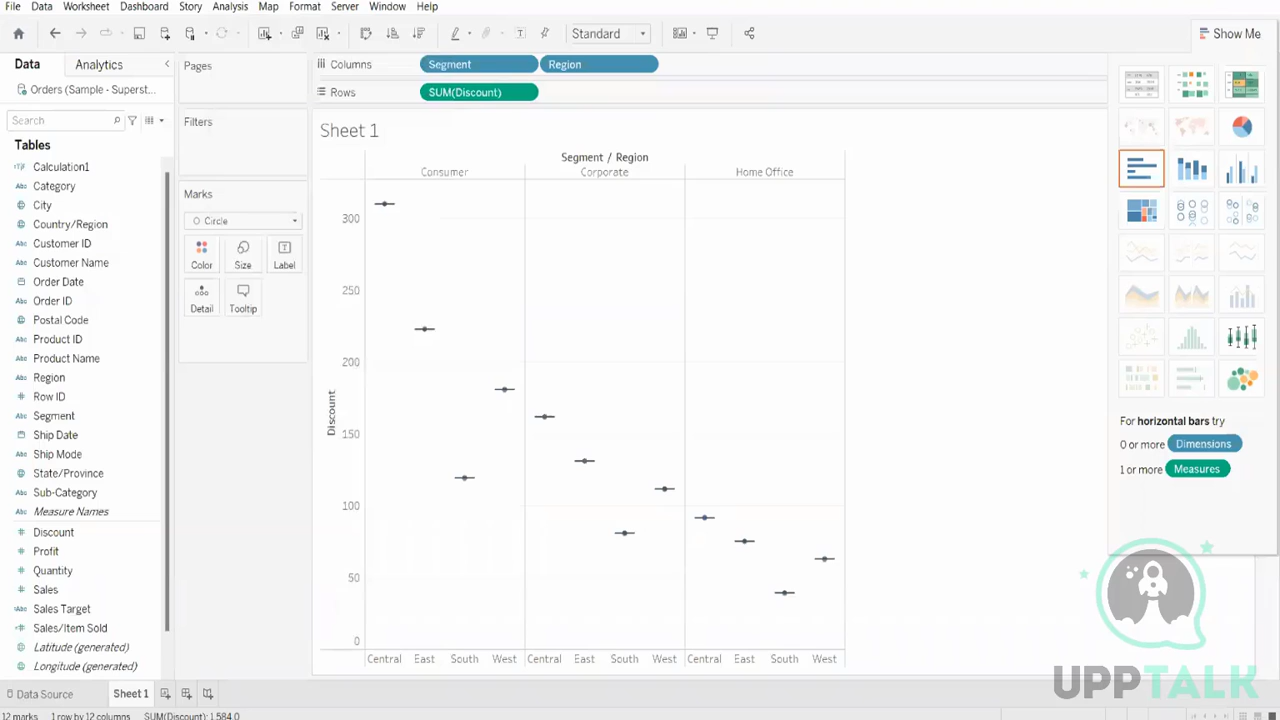 File Data Worksheet Dashboard Story Analysis Map Format Server Window Help
Standard
Show Me
Data Analytics
Orders (Sample - Superst...
Search
Tables
Calculation1
Category
City
Country/Region
Customer ID
Customer Name
Order Date
Order ID
Postal Code
Product ID
Product Name
Region
Row ID
Segment
Ship Date
Ship Mode
State/Province
Sub-Category
Measure Names
Discount
Profit
Quantity
Sales
Sales Target
Sales/Item Sold
Latitude (generated)
Longitude (generated)
Pages
Filters
Marks
Circle
Color Size Label
Detail Tooltip
Columns Segment Region
Rows SUM(Discount)
Sheet 1
Segment / Region
Consumer Corporate Home Office
Discount
300
250
200
150
100
50
0
Central East South West Central East South West Central East South West
For horizontal bars try
0 or more Dimensions
1 or more Measures
UPPTALK
Data Source Sheet 1
12 marks 1 row by 12 columns SUM(Discount): 1,584.0